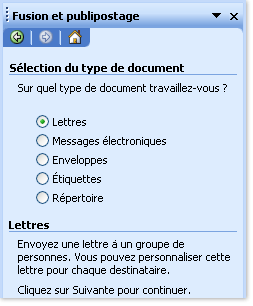 Fusion et publipostage
Sélection du type de document
Sur quel type de document travaillez-vous ?
Lettres
Messages électroniques
Enveloppes
Étiquettes
Répertoire
Lettres
Envoyez une lettre á un groupe de
personnes. Vous pouvez personnaliser cette
lettre pour chaque destinataire.
Cliquez sur Suivante pour continuer.